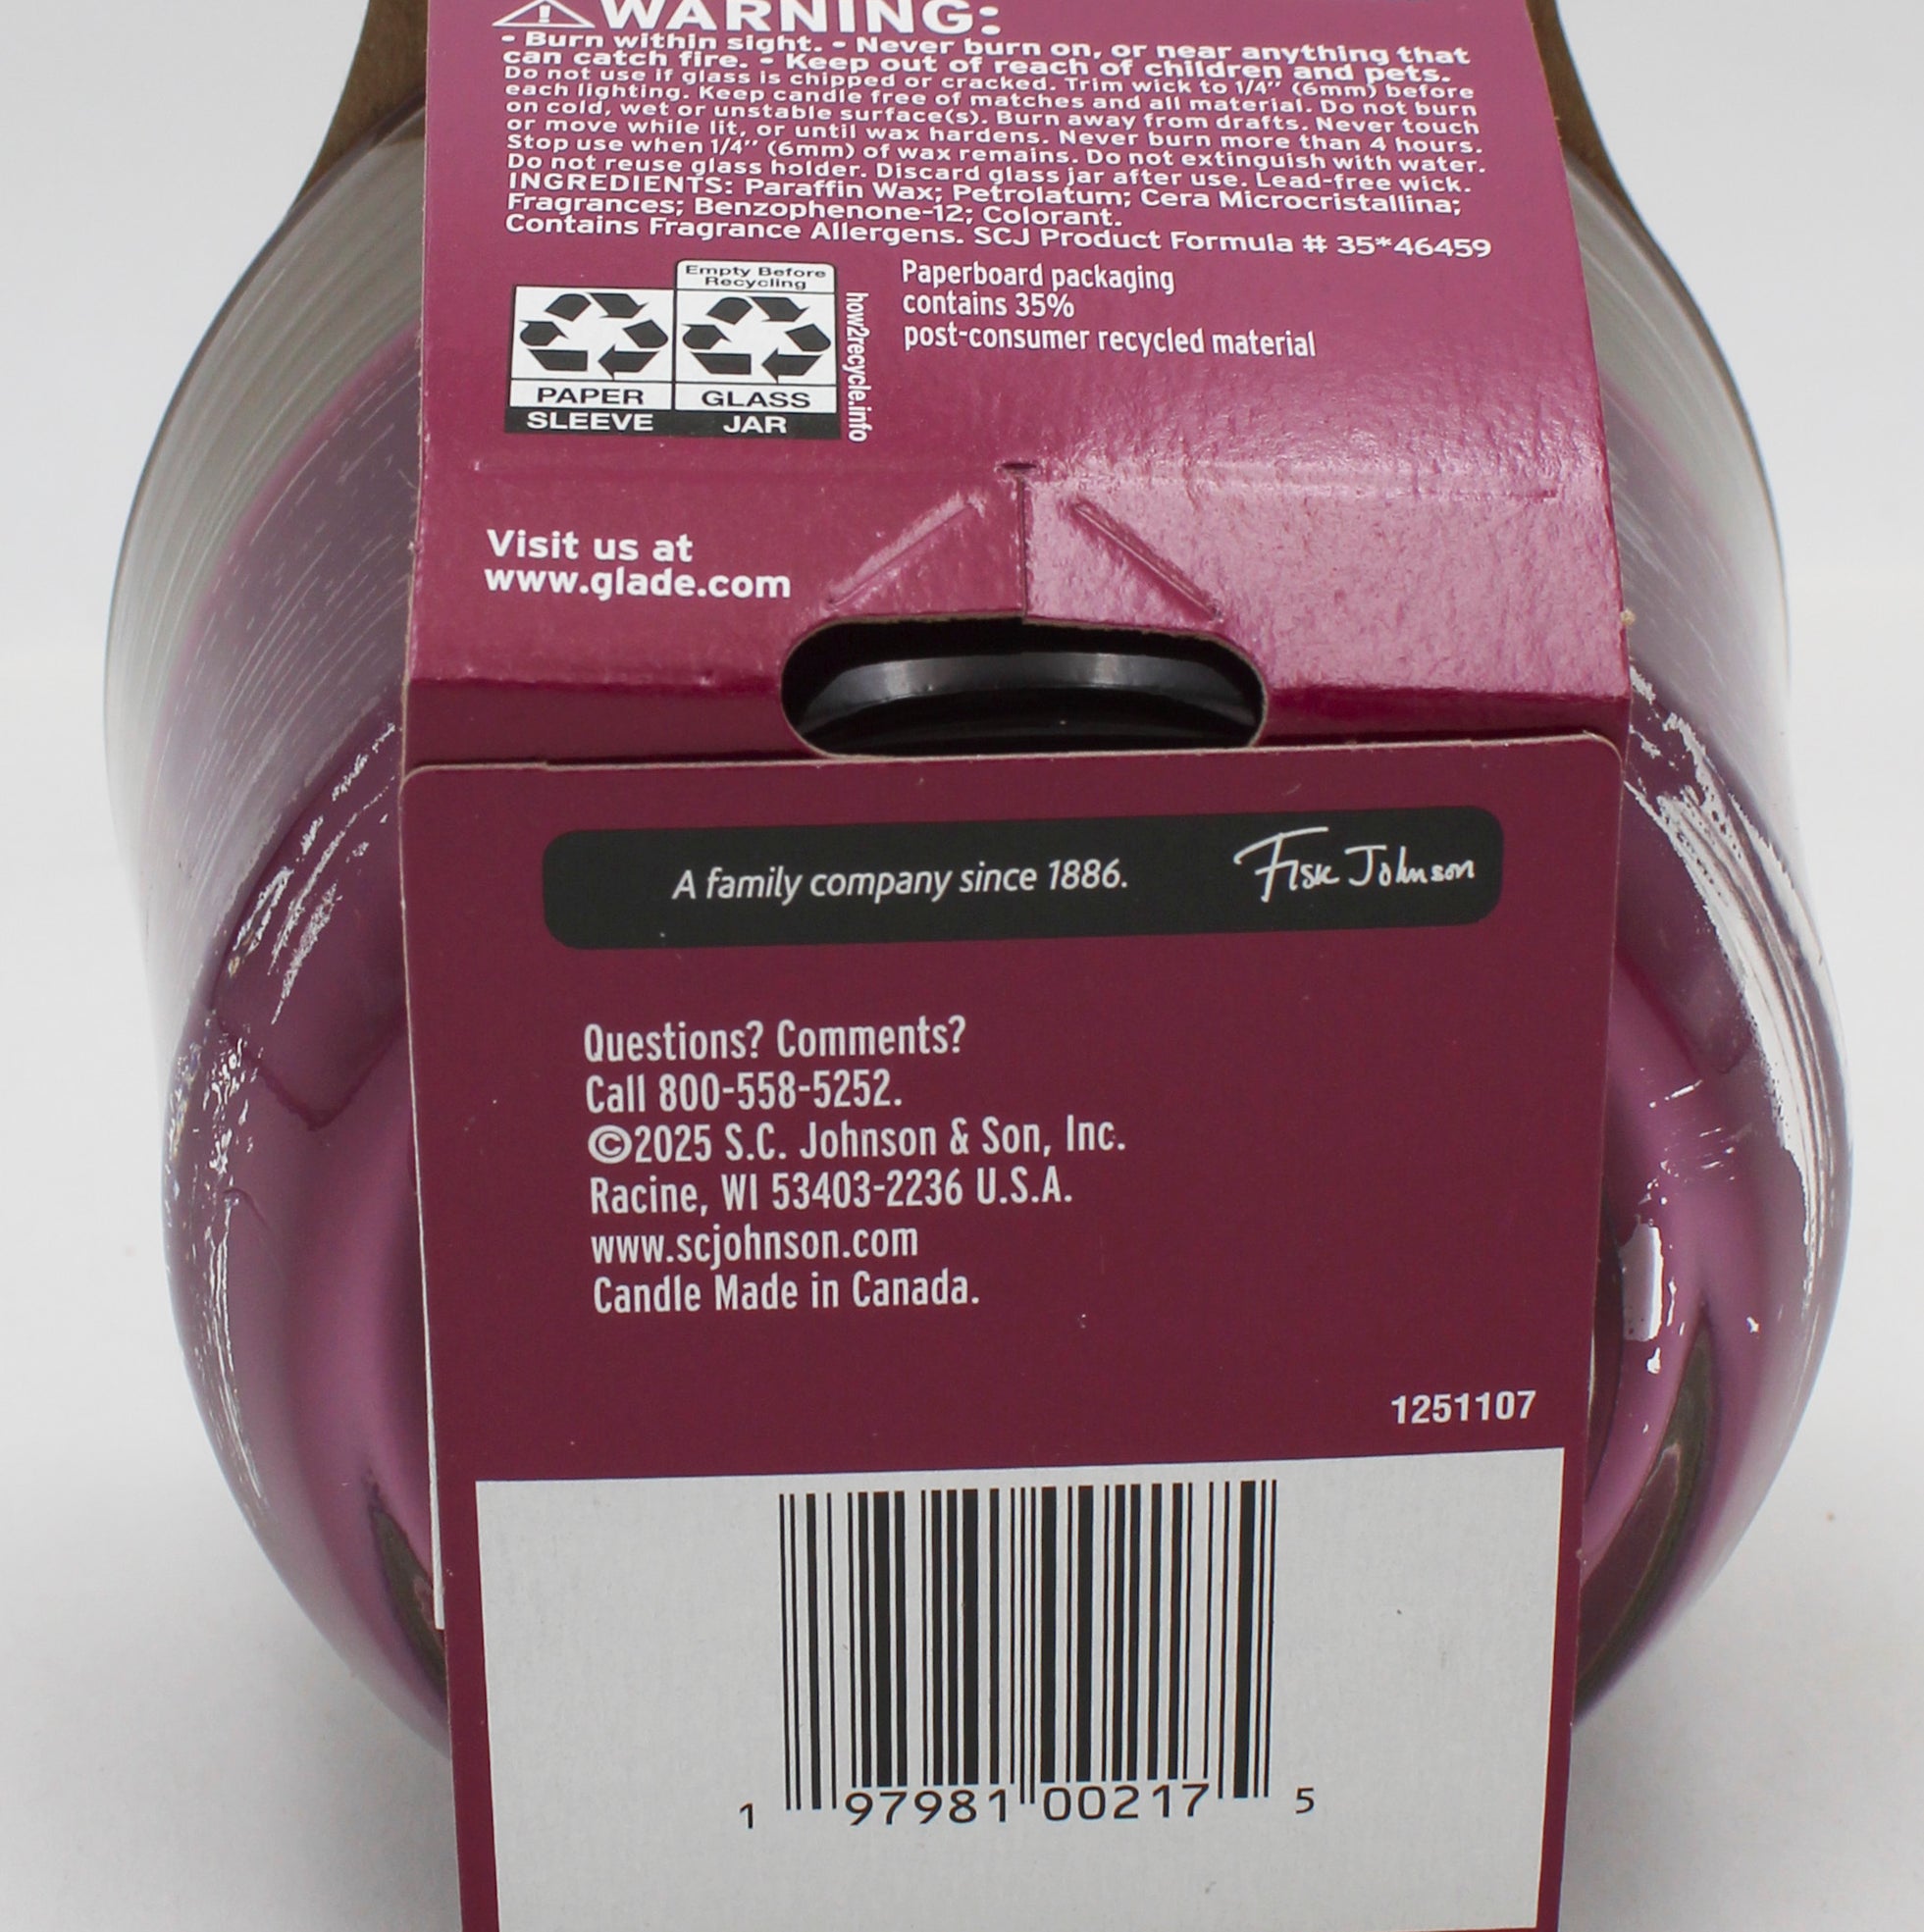 WARNING:
• Burn within sight. • Never burn on, or near anything that
can catch fire. • Keep out of reach of children and pets.
Do not use if glass is chipped or cracked. Trim wick to 1/4” (6mm) before
each lighting. Keep candle free of matches and all material. Do not burn
on cold, wet or unstable surface(s). Burn away from drafts. Never touch
or move while lit, or until wax hardens. Never burn more than 4 hours.
Stop use when 1/4” (6mm) of wax remains. Do not extinguish with water.
Do not reuse glass holder. Discard glass jar after use. Lead-free wick.
INGREDIENTS: Paraffin Wax; Petrolatum; Cera Microcristallina;
Fragrances; Benzophenone-12; Colorant.
Contains Fragrance Allergens. SCJ Product Formula # 35*46459
Empty Before
Recycling
PAPER
SLEEVE
GLASS
JAR
how2recycle.info
Paperboard packaging
contains 35%
post-consumer recycled material
Visit us at
www.glade.com
A family company since 1886.
Fisk Johnson
Questions? Comments?
Call 800-558-5252.
©2025 S.C. Johnson & Son, Inc.
Racine, WI 53403-2236 U.S.A.
www.scjohnson.com
Candle Made in Canada.
1251107
1 97981 00217 5